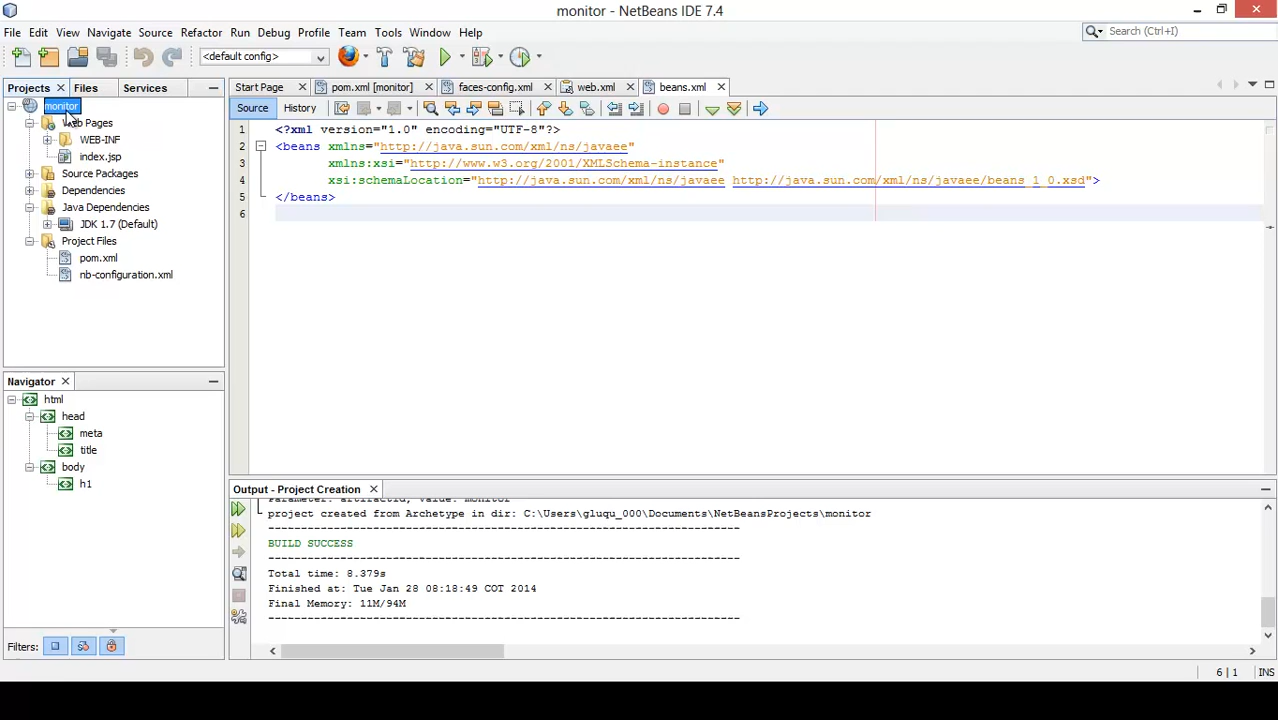 monitor - NetBeans IDE 7.4
File Edit View Navigate Source Refactor Run Debug Profile Team Tools Window Help
Search (Ctrl+I)
<default config>
Projects Files Services
Start Page pom.xml [monitor] faces-config.xml web.xml beans.xml
Source History
monitor
Web Pages
WEB-INF
index.jsp
Source Packages
Dependencies
Java Dependencies
JDK 1.7 (Default)
Project Files
pom.xml
nb-configuration.xml
1 <?xml version="1.0" encoding="UTF-8"?>
2 <beans xmlns="http://java.sun.com/xml/ns/javaee"
3 xmlns:xsi="http://www.w3.org/2001/XMLSchema-instance"
4 xsi:schemaLocation="http://java.sun.com/xml/ns/javaee http://java.sun.com/xml/ns/javaee/beans_1_0.xsd">
5 </beans>
6
Navigator
html
head
meta
title
body
h1
Filters:
Output - Project Creation
Parameter: artifactId, Value: monitor
project created from Archetype in dir: C:\Users\gluqu_000\Documents\NetBeansProjects\monitor
------------------------------------------------------------------------
BUILD SUCCESS
------------------------------------------------------------------------
Total time: 8.379s
Finished at: Tue Jan 28 08:18:49 COT 2014
Final Memory: 11M/94M
------------------------------------------------------------------------
6 | 1 INS